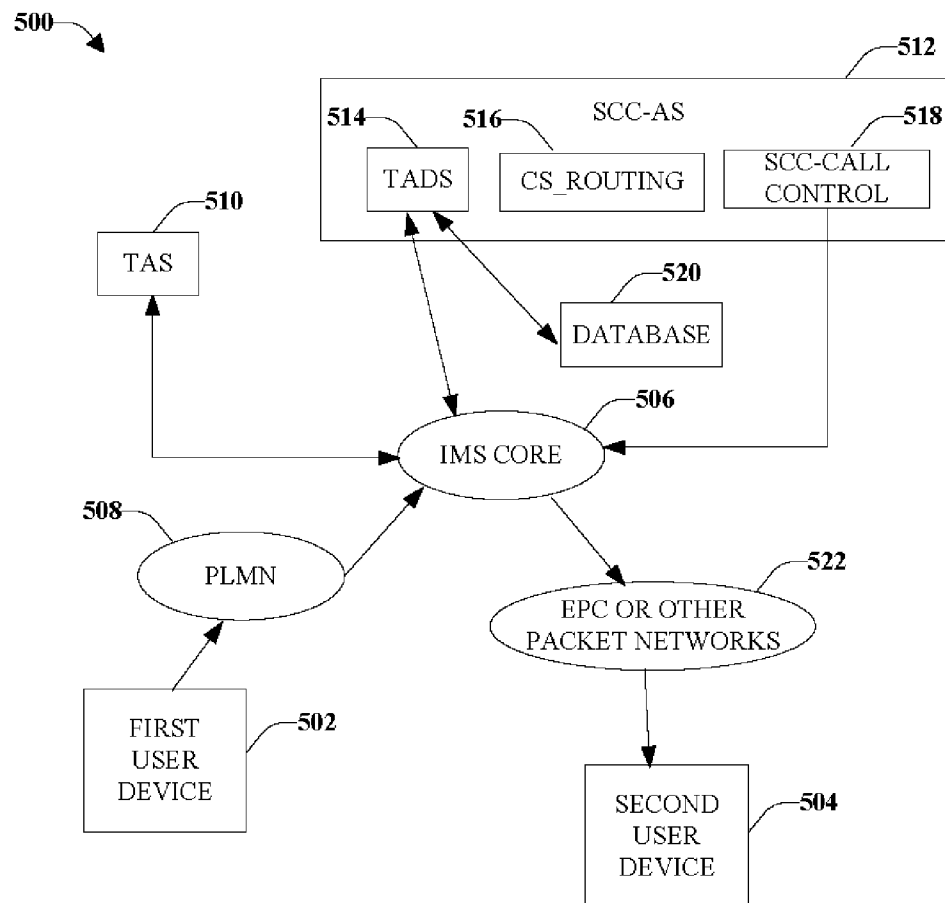 500
512
SCC-AS
514
516
518
TADS
CS_ROUTING
SCC-CALL
CONTROL
510
TAS
520
DATABASE
506
IMS CORE
508
PLMN
522
EPC OR OTHER
PACKET NETWORKS
FIRST
USER
DEVICE
502
SECOND
USER
DEVICE
504